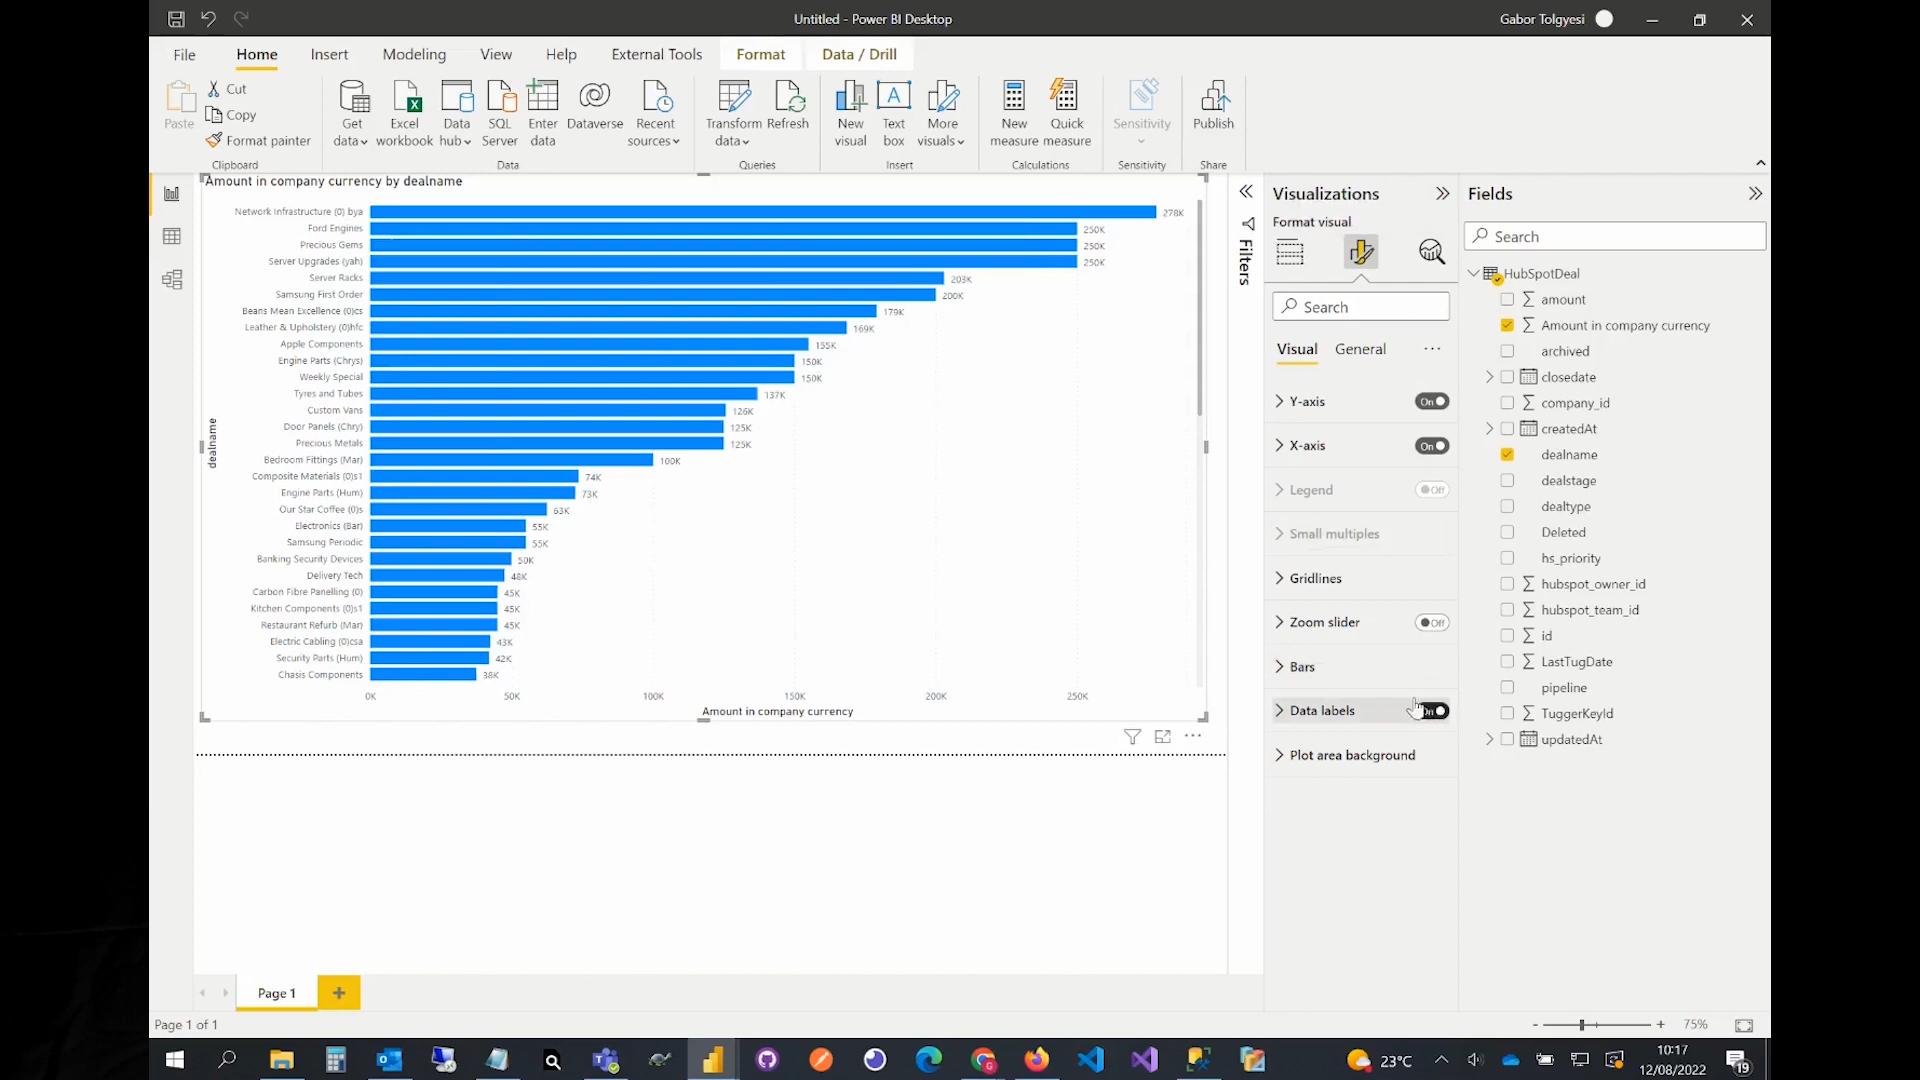 Untitled - Power BI Desktop
Gabor Tolgyesi
File
Home
Insert
Modeling
View
Help
External Tools
Format
Data / Drill
Paste
Cut
Copy
Format painter
Clipboard
Get data
Excel workbook
Data hub
SQL Server
Enter data
Dataverse
Recent sources
Data
Transform data
Refresh
Queries
New visual
Text box
More visuals
Insert
New measure
Quick measure
Calculations
Sensitivity
Sensitivity
Publish
Share
Amount in company currency by dealname
Network Infrastructure (0) bya 278K
Ford Engines 250K
Precious Gems 250K
Server Upgrades (yah) 250K
Server Racks 203K
Samsung First Order 200K
Beans Mean Excellence (0)cs 179K
Leather & Upholstery (0)hfc 169K
Apple Components 155K
Engine Parts (Chrys) 150K
Weekly Special 150K
Tyres and Tubes 137K
Custom Vans 126K
Door Panels (Chry) 125K
Precious Metals 125K
Bedroom Fittings (Mar) 100K
Composite Materials (0)s1 74K
Engine Parts (Hum) 73K
Our Star Coffee (0)s 63K
Electronics (Bar) 55K
Samsung Periodic 55K
Banking Security Devices 50K
Delivery Tech 48K
Carbon Fibre Panelling (0) 45K
Kitchen Components (0)s1 45K
Restaurant Refurb (Mar) 45K
Electric Cabling (0)csa 43K
Security Parts (Hum) 42K
Chasis Components 38K
dealname
0K 50K 100K 150K 200K 250K
Amount in company currency
Filters
Visualizations
Format visual
Search
Visual
General
Y-axis On
X-axis On
Legend Off
Small multiples
Gridlines
Zoom slider Off
Bars
Data labels
Plot area background
Fields
Search
HubSpotDeal
amount
Amount in company currency
archived
closedate
company_id
createdAt
dealname
dealstage
dealtype
Deleted
hs_priority
hubspot_owner_id
hubspot_team_id
id
LastTugDate
pipeline
TuggerKeyId
updatedAt
Page 1
Page 1 of 1
- + 75%
23°C
10:17
12/08/2022
19